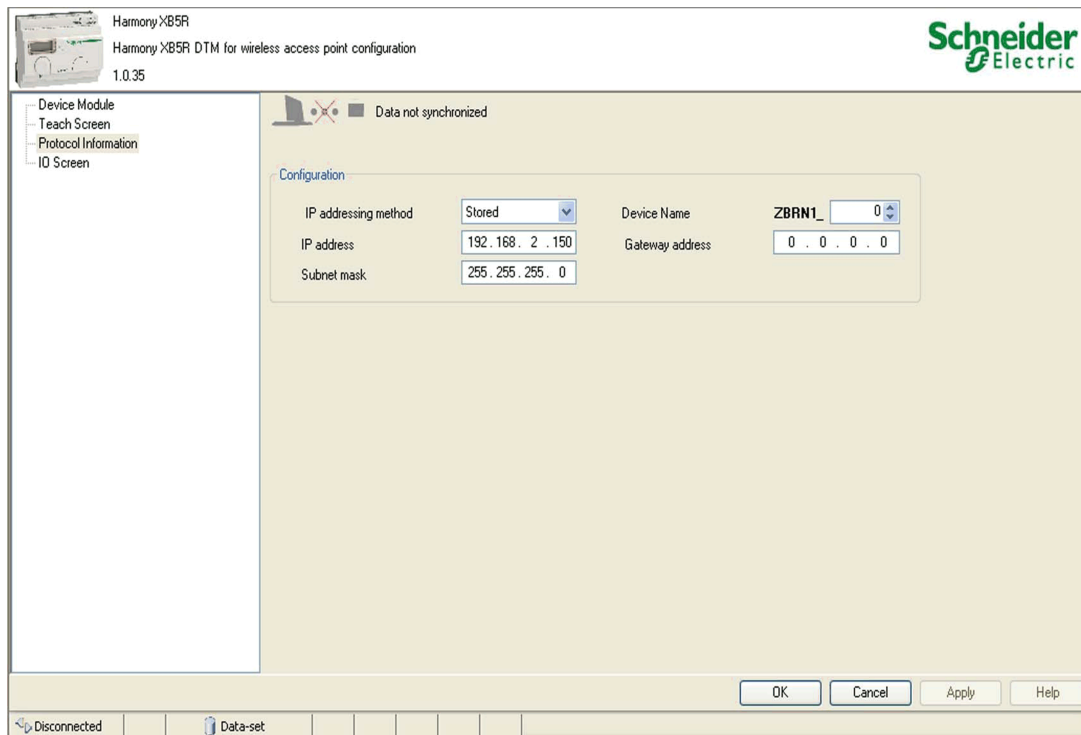 Harmony XB5R
Harmony XB5R DTM for wireless access point configuration
1.0.35
Schneider
Electric
Device Module
Teach Screen
Protocol Information
IO Screen
Data not synchronized
Configuration
IP addressing method Stored Device Name ZBRN1_ 0
IP address 192.168. 2 .150 Gateway address 0 . 0 . 0 . 0
Subnet mask 255.255.255. 0
OK Cancel Apply Help
Disconnected Data-set